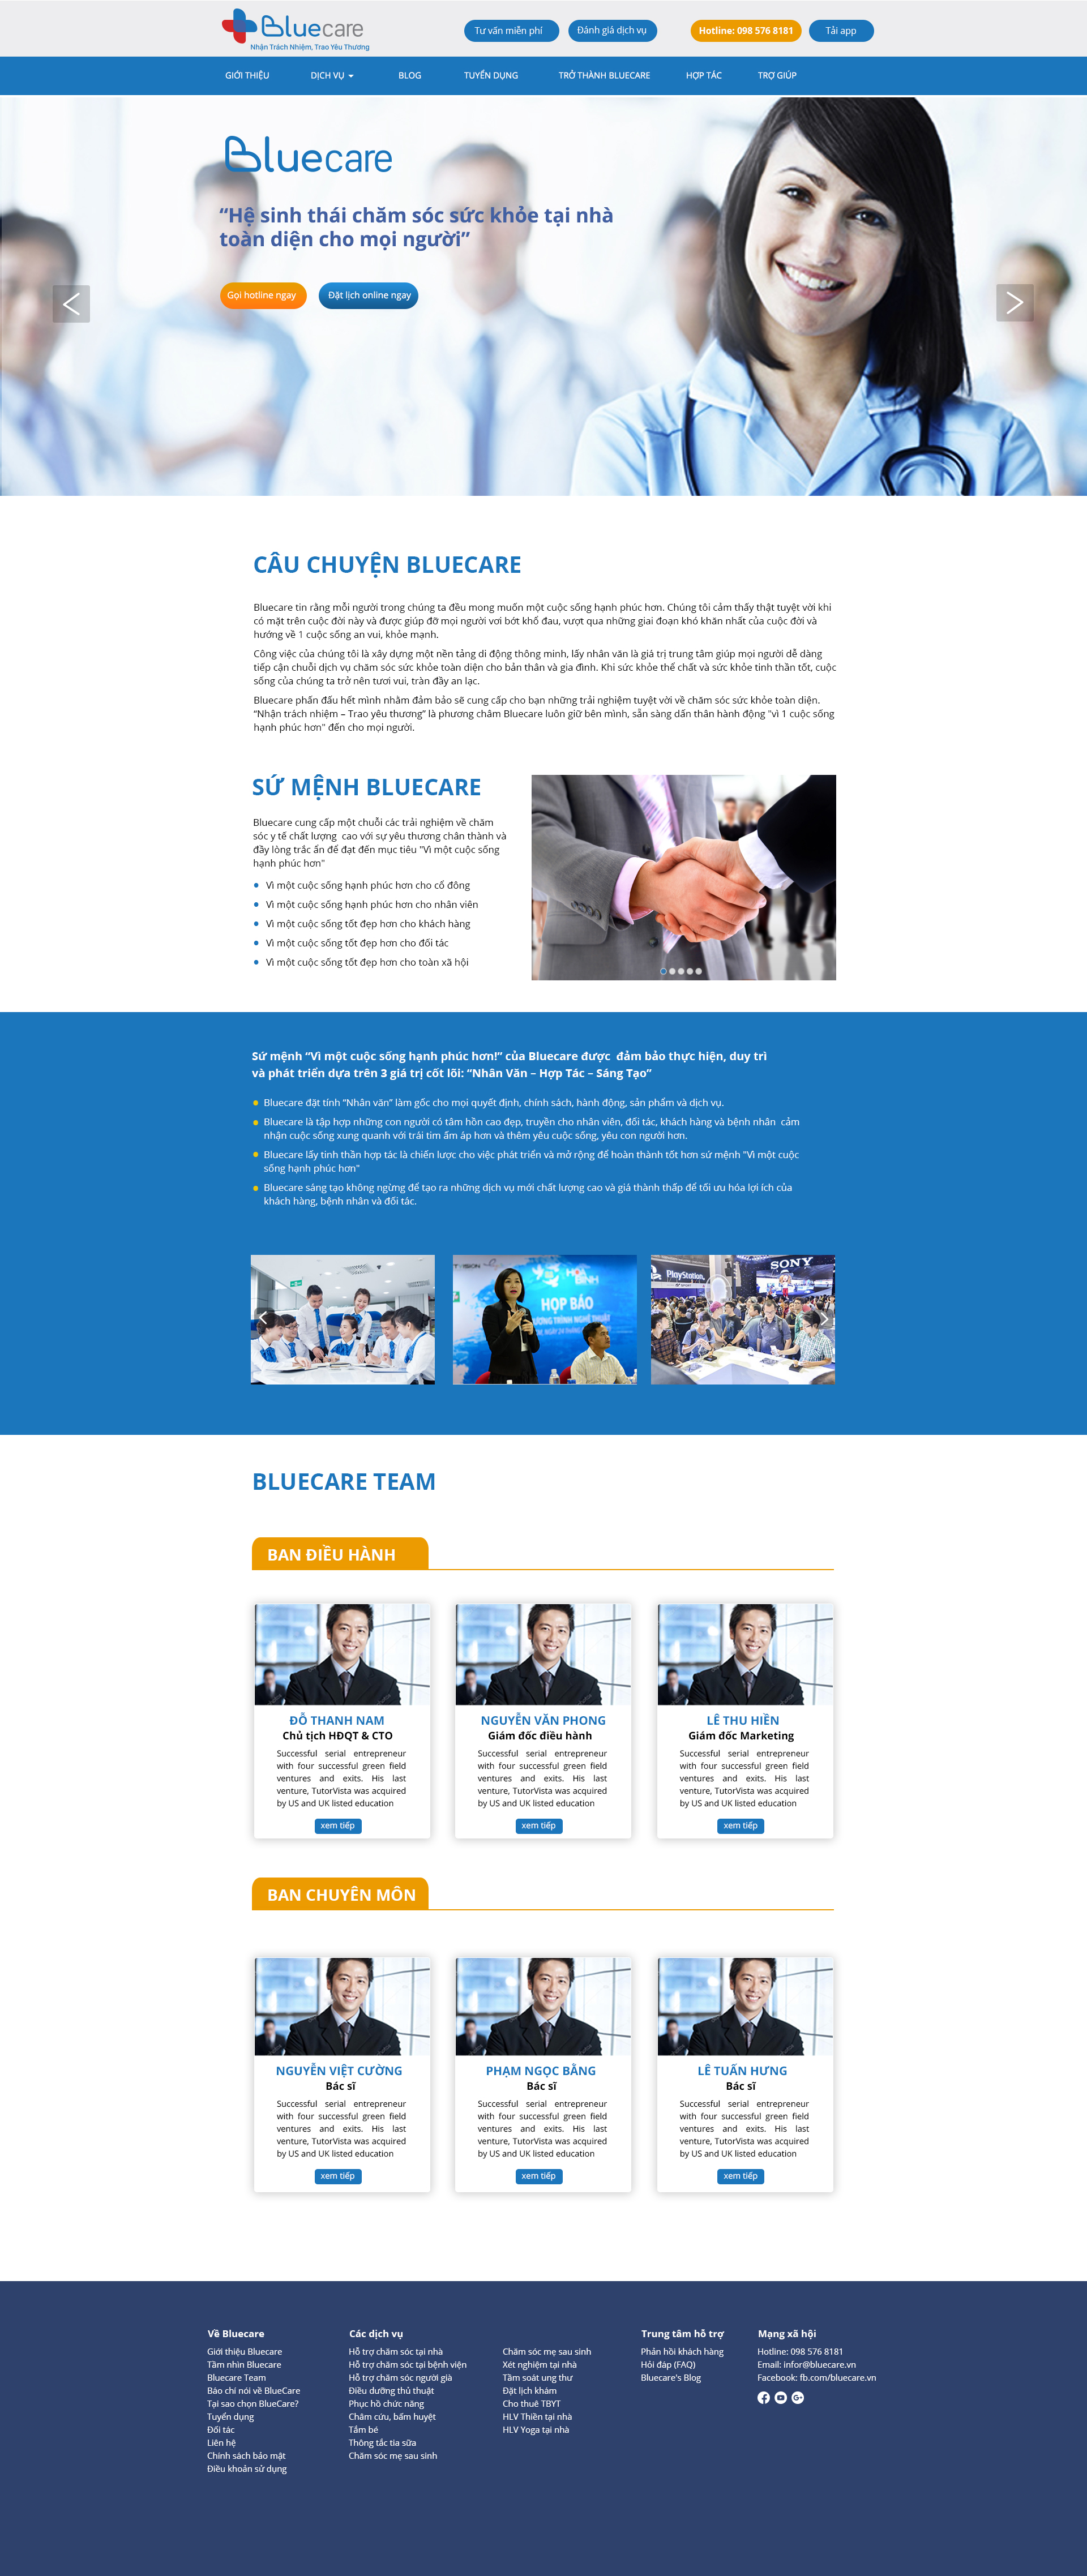 Bluecare
Nhận Trách Nhiệm, Trao Yêu Thương
Tư vấn miễn phí
Đánh giá dịch vụ
Hotline: 098 576 8181
Tải app
GIỚI THIỆU
DỊCH VỤ
BLOG
TUYỂN DỤNG
TRỞ THÀNH BLUECARE
HỢP TÁC
TRỢ GIÚP
Bluecare
“Hệ sinh thái chăm sóc sức khỏe tại nhà
toàn diện cho mọi người”
Gọi hotline ngay
Đặt lịch online ngay
CÂU CHUYỆN BLUECARE
Bluecare tin rằng mỗi người trong chúng ta đều mong muốn một cuộc sống hạnh phúc hơn. Chúng tôi cảm thấy thật tuyệt vời khi
có mặt trên cuộc đời này và được giúp đỡ mọi người vơi bớt khổ đau, vượt qua những giai đoạn khó khăn nhất của cuộc đời và
hướng về 1 cuộc sống an vui, khỏe mạnh.
Công việc của chúng tôi là xây dựng một nền tảng di động thông minh, lấy nhân văn là giá trị trung tâm giúp mọi người dễ dàng
tiếp cận chuỗi dịch vụ chăm sóc sức khỏe toàn diện cho bản thân và gia đình. Khi sức khỏe thể chất và sức khỏe tinh thần tốt, cuộc
sống của chúng ta trở nên tươi vui, tràn đầy an lạc.
Bluecare phấn đấu hết mình nhằm đảm bảo sẽ cung cấp cho bạn những trải nghiệm tuyệt vời về chăm sóc sức khỏe toàn diện.
“Nhận trách nhiệm – Trao yêu thương” là phương châm Bluecare luôn giữ bên mình, sẵn sàng dấn thân hành động "vì 1 cuộc sống
hạnh phúc hơn" đến cho mọi người.
SỨ MỆNH BLUECARE
Bluecare cung cấp một chuỗi các trải nghiệm về chăm
sóc y tế chất lượng  cao với sự yêu thương chân thành và
đầy lòng trắc ẩn để đạt đến mục tiêu "Vì một cuộc sống
hạnh phúc hơn"
Vì một cuộc sống hạnh phúc hơn cho cổ đông
Vì một cuộc sống hạnh phúc hơn cho nhân viên
Vì một cuộc sống tốt đẹp hơn cho khách hàng
Vì một cuộc sống tốt đẹp hơn cho đối tác
Vì một cuộc sống tốt đẹp hơn cho toàn xã hội
Sứ mệnh “Vì một cuộc sống hạnh phúc hơn!” của Bluecare được  đảm bảo thực hiện, duy trì
và phát triển dựa trên 3 giá trị cốt lõi: “Nhân Văn – Hợp Tác – Sáng Tạo”
Bluecare đặt tính “Nhân văn” làm gốc cho mọi quyết định, chính sách, hành động, sản phẩm và dịch vụ.
Bluecare là tập hợp những con người có tâm hồn cao đẹp, truyền cho nhân viên, đối tác, khách hàng và bệnh nhân  cảm
nhận cuộc sống xung quanh với trái tim ấm áp hơn và thêm yêu cuộc sống, yêu con người hơn.
Bluecare lấy tinh thần hợp tác là chiến lược cho việc phát triển và mở rộng để hoàn thành tốt hơn sứ mệnh "Vì một cuộc
sống hạnh phúc hơn"
Bluecare sáng tạo không ngừng để tạo ra những dịch vụ mới chất lượng cao và giá thành thấp để tối ưu hóa lợi ích của
khách hàng, bệnh nhân và đối tác.
HỌP BÁO
PlayStation
SONY
BLUECARE TEAM
BAN ĐIỀU HÀNH
ĐỖ THANH NAM
Chủ tịch HĐQT & CTO
Successful serial entrepreneur
with four successful green field
ventures and exits. His last
venture, TutorVista was acquired
by US and UK listed education
xem tiếp
NGUYỄN VĂN PHONG
Giám đốc điều hành
Successful serial entrepreneur
with four successful green field
ventures and exits. His last
venture, TutorVista was acquired
by US and UK listed education
xem tiếp
LÊ THU HIỀN
Giám đốc Marketing
Successful serial entrepreneur
with four successful green field
ventures and exits. His last
venture, TutorVista was acquired
by US and UK listed education
xem tiếp
BAN CHUYÊN MÔN
NGUYỄN VIỆT CƯỜNG
Bác sĩ
Successful serial entrepreneur
with four successful green field
ventures and exits. His last
venture, TutorVista was acquired
by US and UK listed education
xem tiếp
PHẠM NGỌC BẰNG
Bác sĩ
Successful serial entrepreneur
with four successful green field
ventures and exits. His last
venture, TutorVista was acquired
by US and UK listed education
xem tiếp
LÊ TUẤN HƯNG
Bác sĩ
Successful serial entrepreneur
with four successful green field
ventures and exits. His last
venture, TutorVista was acquired
by US and UK listed education
xem tiếp
Về Bluecare
Giới thiệu Bluecare
Tầm nhìn Bluecare
Bluecare Team
Báo chí nói về BlueCare
Tại sao chọn BlueCare?
Tuyển dụng
Đối tác
Liên hệ
Chính sách bảo mật
Điều khoản sử dụng
Các dịch vụ
Hỗ trợ chăm sóc tại nhà
Hỗ trợ chăm sóc tại bệnh viện
Hỗ trợ chăm sóc người già
Điều dưỡng thủ thuật
Phục hồ chức năng
Châm cứu, bấm huyệt
Tắm bé
Thông tắc tia sữa
Chăm sóc mẹ sau sinh
Chăm sóc mẹ sau sinh
Xét nghiệm tại nhà
Tầm soát ung thư
Đặt lịch khám
Cho thuê TBYT
HLV Thiền tại nhà
HLV Yoga tại nhà
Trung tâm hỗ trợ
Phản hồi khách hàng
Hỏi đáp (FAQ)
Bluecare's Blog
Mạng xã hội
Hotline: 098 576 8181
Email: infor@bluecare.vn
Facebook: fb.com/bluecare.vn